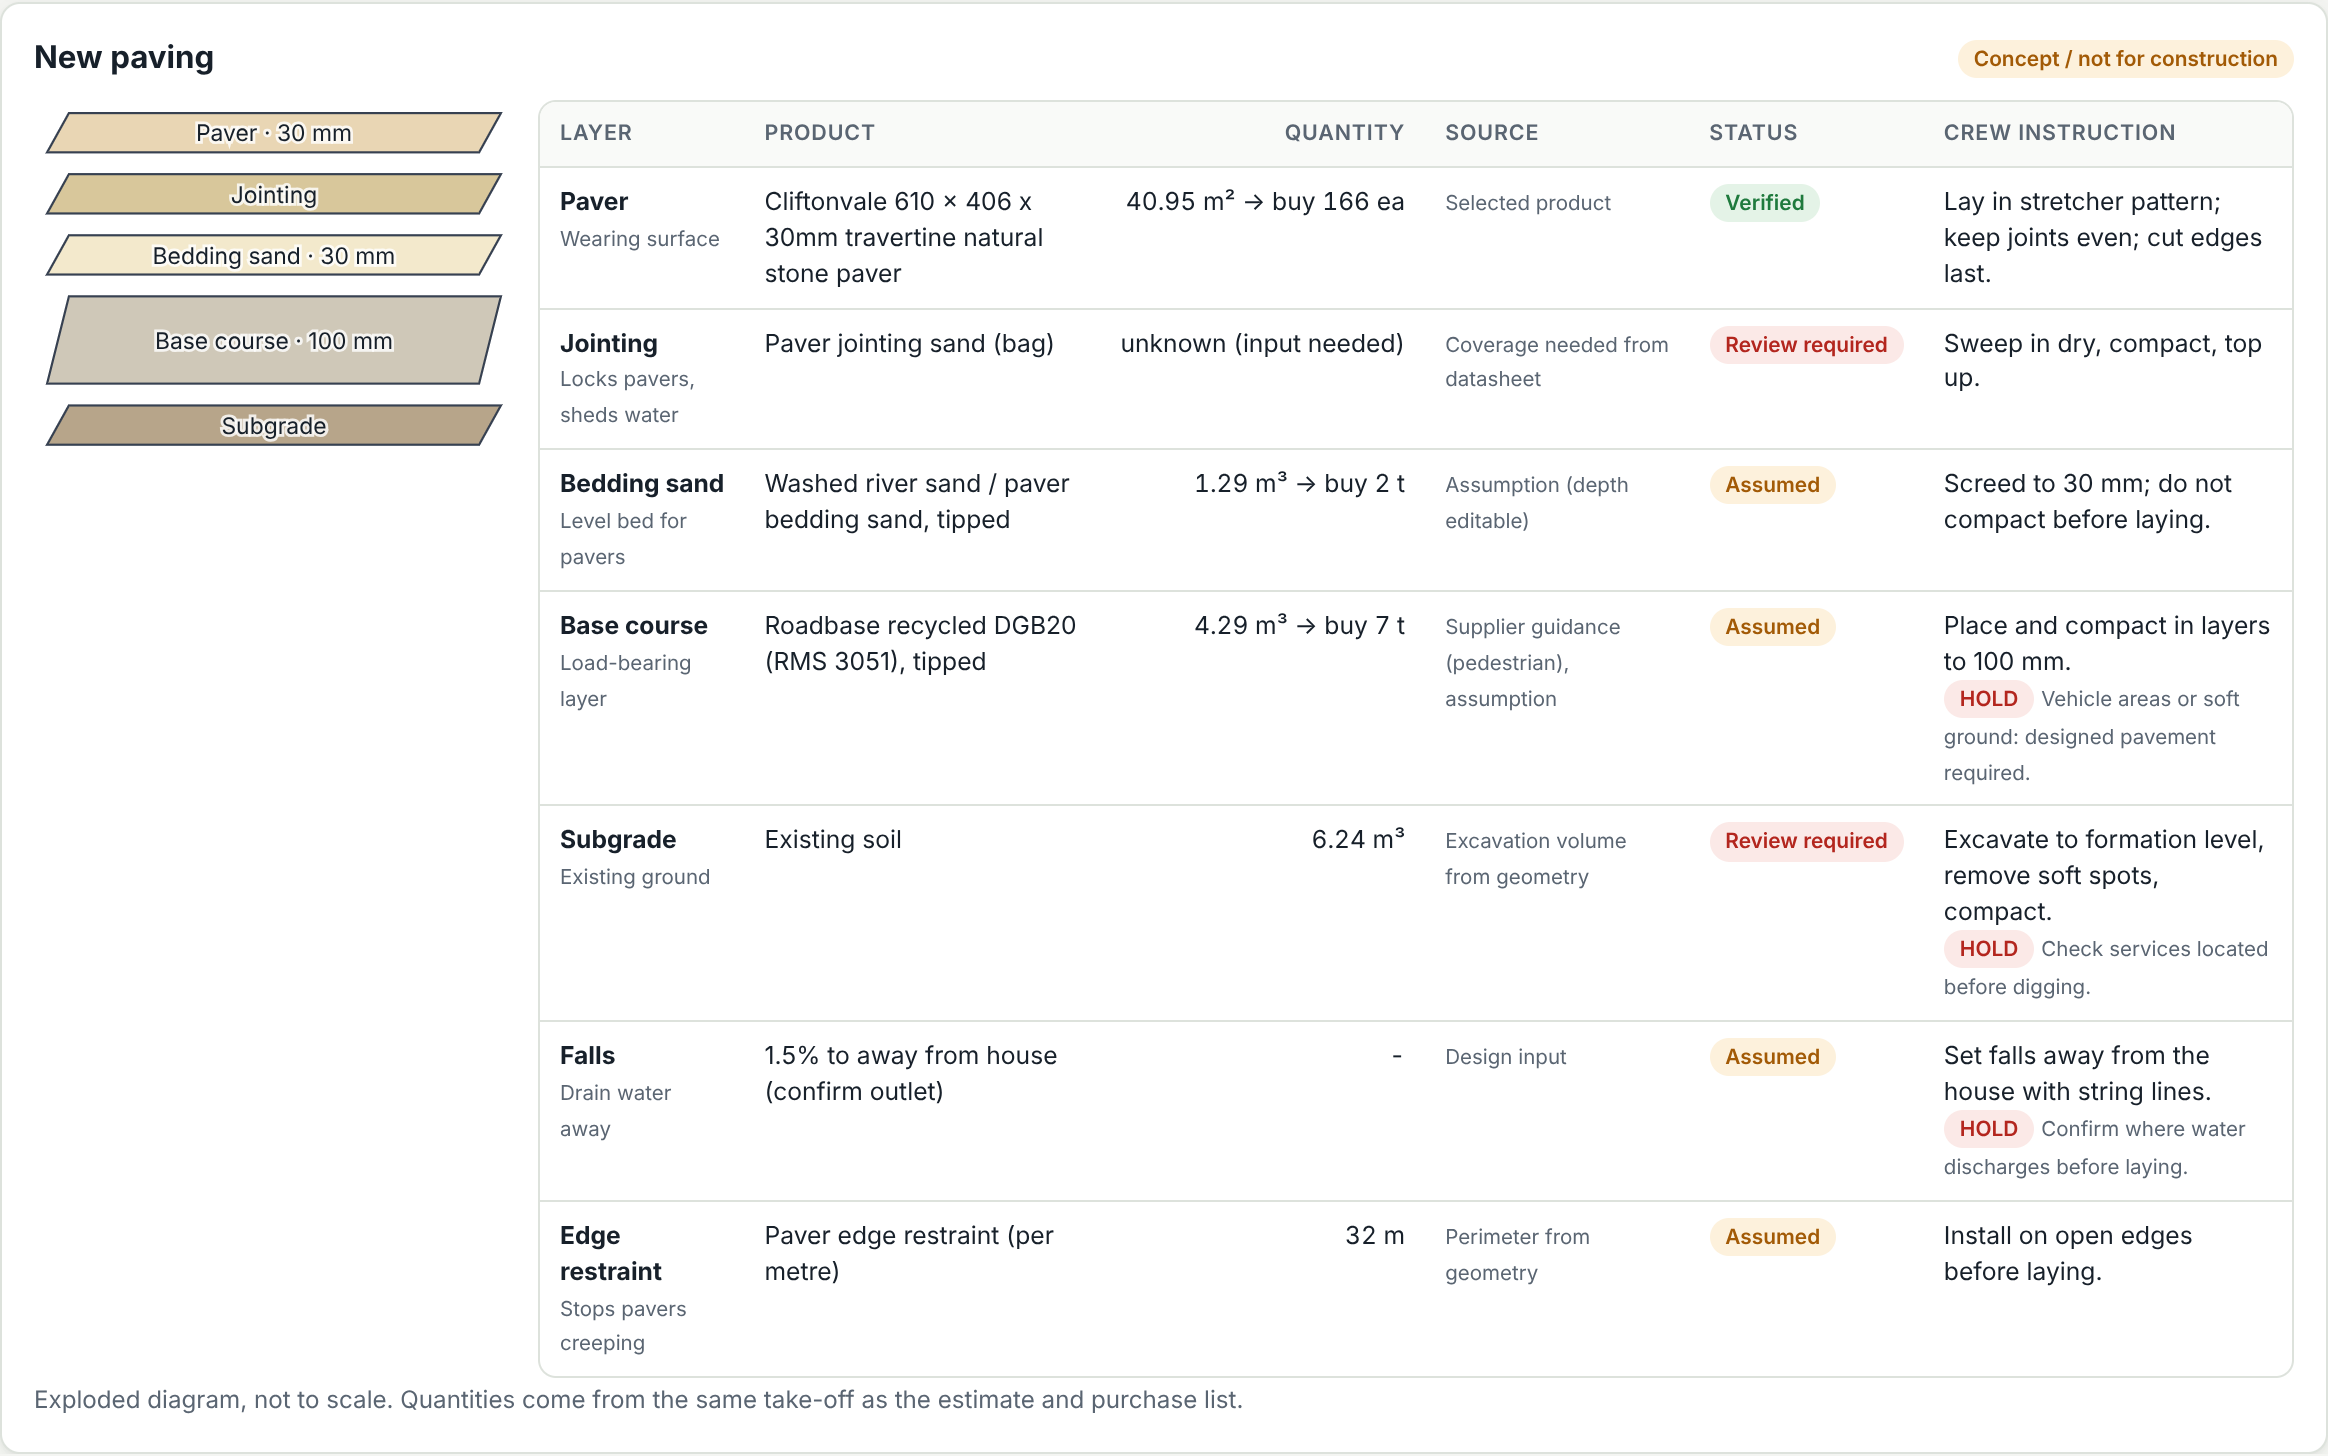 New paving
Concept / not for construction
Paver · 30 mm
Jointing
Bedding sand · 30 mm
Base course · 100 mm
Subgrade
LAYER PRODUCT QUANTITY SOURCE STATUS CREW INSTRUCTION
Paver
Wearing surface
Cliftonvale 610 × 406 x
30mm travertine natural
stone paver
40.95 m² → buy 166 ea
Selected product
Verified
Lay in stretcher pattern;
keep joints even; cut edges
last.
Jointing
Locks pavers,
sheds water
Paver jointing sand (bag)
unknown (input needed)
Coverage needed from
datasheet
Review required
Sweep in dry, compact, top
up.
Bedding sand
Level bed for
pavers
Washed river sand / paver
bedding sand, tipped
1.29 m³ → buy 2 t
Assumption (depth
editable)
Assumed
Screed to 30 mm; do not
compact before laying.
Base course
Load-bearing
layer
Roadbase recycled DGB20
(RMS 3051), tipped
4.29 m³ → buy 7 t
Supplier guidance
(pedestrian),
assumption
Assumed
Place and compact in layers
to 100 mm.
HOLD Vehicle areas or soft
ground: designed pavement
required.
Subgrade
Existing ground
Existing soil
6.24 m³
Excavation volume
from geometry
Review required
Excavate to formation level,
remove soft spots,
compact.
HOLD Check services located
before digging.
Falls
Drain water
away
1.5% to away from house
(confirm outlet)
-
Design input
Assumed
Set falls away from the
house with string lines.
HOLD Confirm where water
discharges before laying.
Edge
restraint
Stops pavers
creeping
Paver edge restraint (per
metre)
32 m
Perimeter from
geometry
Assumed
Install on open edges
before laying.
Exploded diagram, not to scale. Quantities come from the same take-off as the estimate and purchase list.